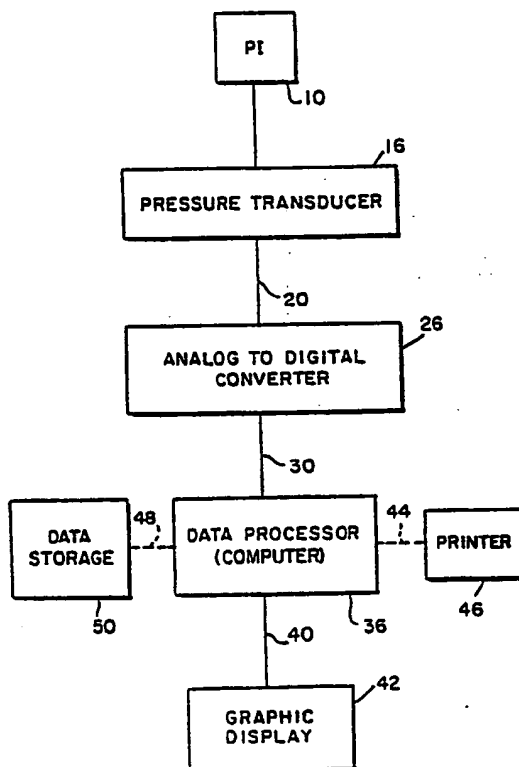 PI
10
16
PRESSURE TRANSDUCER
20
26
ANALOG TO DIGITAL
CONVERTER
30
48
44
DATA
STORAGE
DATA PROCESSOR
(COMPUTER)
PRINTER
50
40
36
46
42
GRAPHIC
DISPLAY